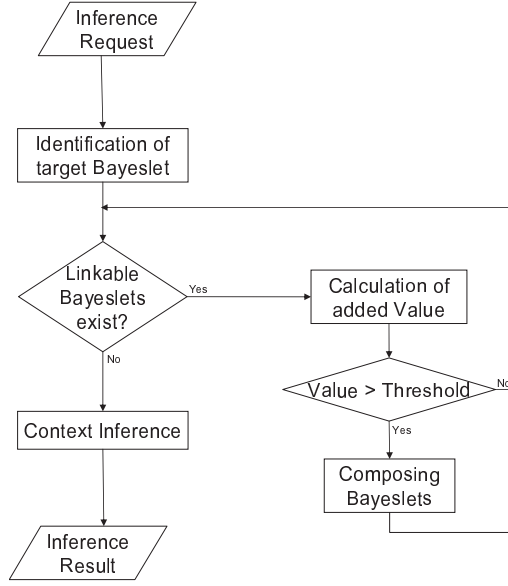 Inference
Request
Identification of
target Bayeslet
Linkable
Bayeslets
exist?
Yes
No
Calculation of
added Value
Value > Threshold
No
Yes
Composing
Bayeslets
Context Inference
Inference
Result